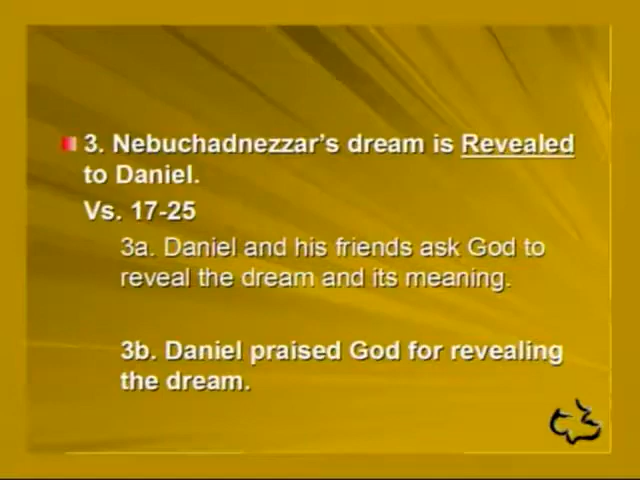 3. Nebuchadnezzar's dream is Revealed
to Daniel.
Vs. 17-25
3a. Daniel and his friends ask God to
reveal the dream and its meaning.
3b. Daniel praised God for revealing
the dream.